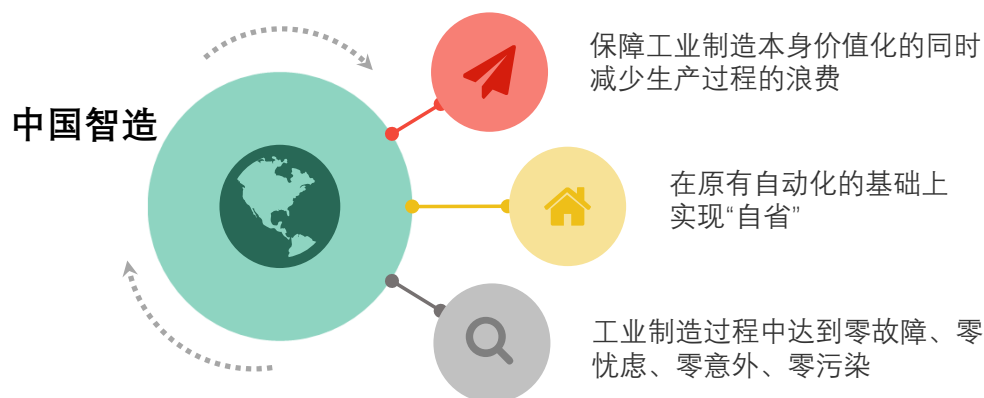 中国智造
保障工业制造本身价值化的同时
减少生产过程的浪费
在原有自动化的基础上
实现“自省”
工业制造过程中达到零故障、零
忧虑、零意外、零污染